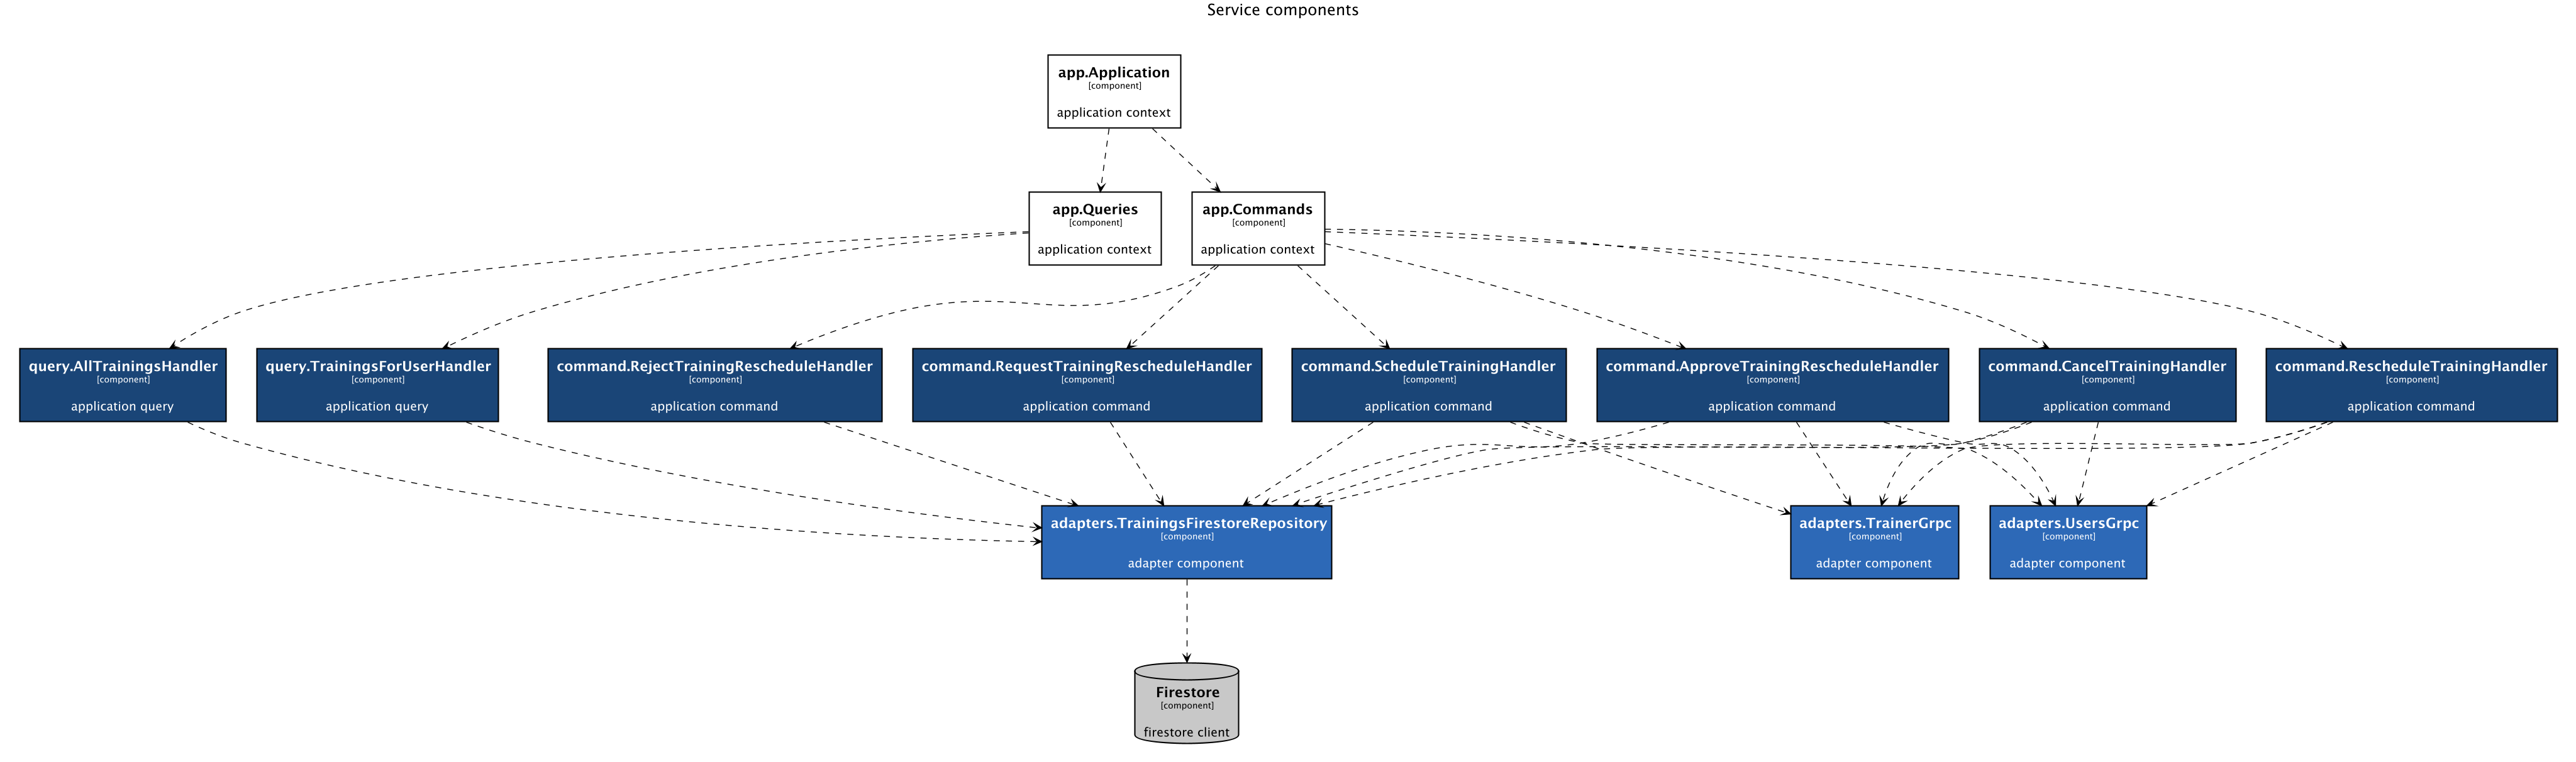 Service components
app.Application
[component]
application context
app.Queries
[component]
application context
app.Commands
[component]
application context
query.AllTrainingsHandler
[component]
application query
query.TrainingsForUserHandler
[component]
application query
command.RejectTrainingRescheduleHandler
[component]
application command
command.RequestTrainingRescheduleHandler
[component]
application command
command.ScheduleTrainingHandler
[component]
application command
command.ApproveTrainingRescheduleHandler
[component]
application command
command.CancelTrainingHandler
[component]
application command
command.RescheduleTrainingHandler
[component]
application command
adapters.TrainingsFirestoreRepository
[component]
adapter component
adapters.TrainerGrpc
[component]
adapter component
adapters.UsersGrpc
[component]
adapter component
Firestore
[component]
firestore client